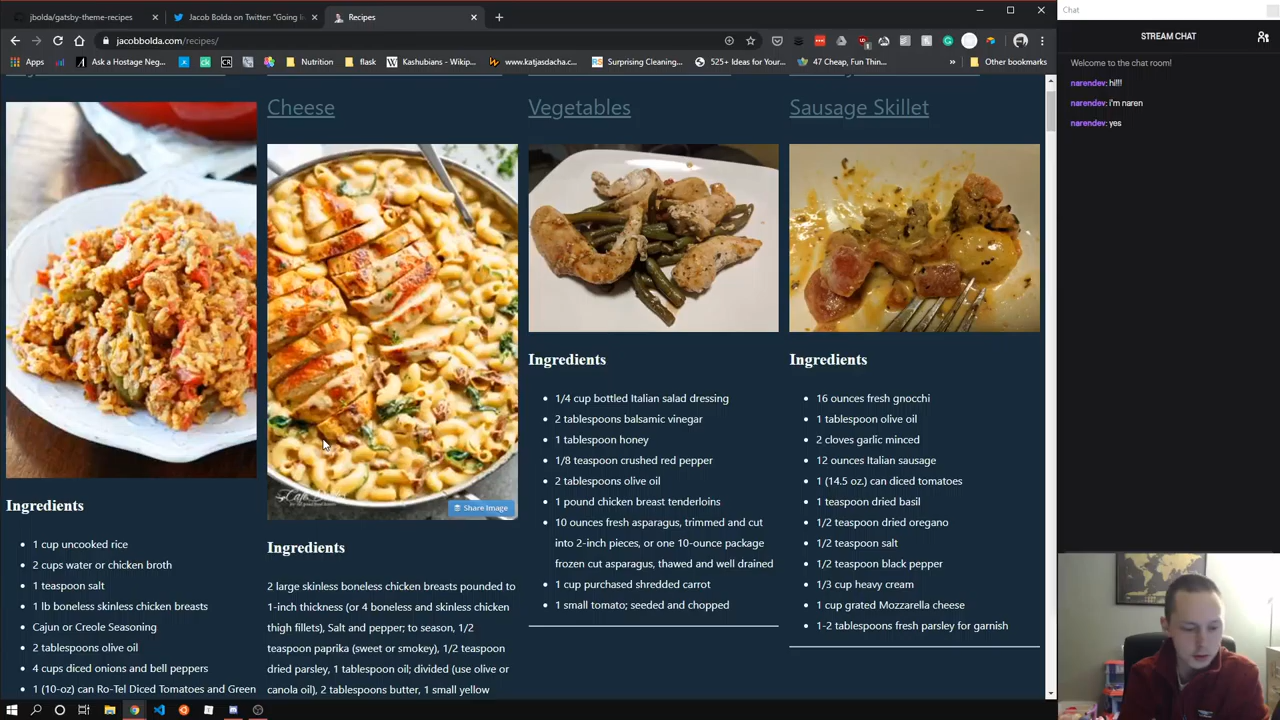 jbolda/gatsby-theme-recipes
Jacob Bolda on Twitter: "Going li
Recipes
Chat
jacobbolda.com/recipes/
STREAM CHAT
Apps
Ask a Hostage Neg...
CR
Nutrition
flask
Kashubians - Wikip...
www.katjasdacha.c...
Surprising Cleaning...
525+ Ideas for Your...
47 Cheap, Fun Thin...
Other bookmarks
Welcome to the chat room!
narendev: hi!!!
narendev: i'm naren
narendev: yes
Cheese
Vegetables
Sausage Skillet
Share Image
Ingredients
1 cup uncooked rice
2 cups water or chicken broth
1 teaspoon salt
1 lb boneless skinless chicken breasts
Cajun or Creole Seasoning
2 tablespoons olive oil
4 cups diced onions and bell peppers
1 (10-oz) can Ro-Tel Diced Tomatoes and Green
Ingredients
2 large skinless boneless chicken breasts pounded to
1-inch thickness (or 4 boneless and skinless chicken
thigh fillets), Salt and pepper; to season, 1/2
teaspoon paprika (sweet or smokey), 1/2 teaspoon
dried parsley, 1 tablespoon oil; divided (use olive or
canola oil), 2 tablespoons butter, 1 small yellow
Ingredients
1/4 cup bottled Italian salad dressing
2 tablespoons balsamic vinegar
1 tablespoon honey
1/8 teaspoon crushed red pepper
2 tablespoons olive oil
1 pound chicken breast tenderloins
10 ounces fresh asparagus, trimmed and cut
into 2-inch pieces, or one 10-ounce package
frozen cut asparagus, thawed and well drained
1 cup purchased shredded carrot
1 small tomato; seeded and chopped
Ingredients
16 ounces fresh gnocchi
1 tablespoon olive oil
2 cloves garlic minced
12 ounces Italian sausage
1 (14.5 oz.) can diced tomatoes
1 teaspoon dried basil
1/2 teaspoon dried oregano
1/2 teaspoon salt
1/2 teaspoon black pepper
1/3 cup heavy cream
1 cup grated Mozzarella cheese
1-2 tablespoons fresh parsley for garnish